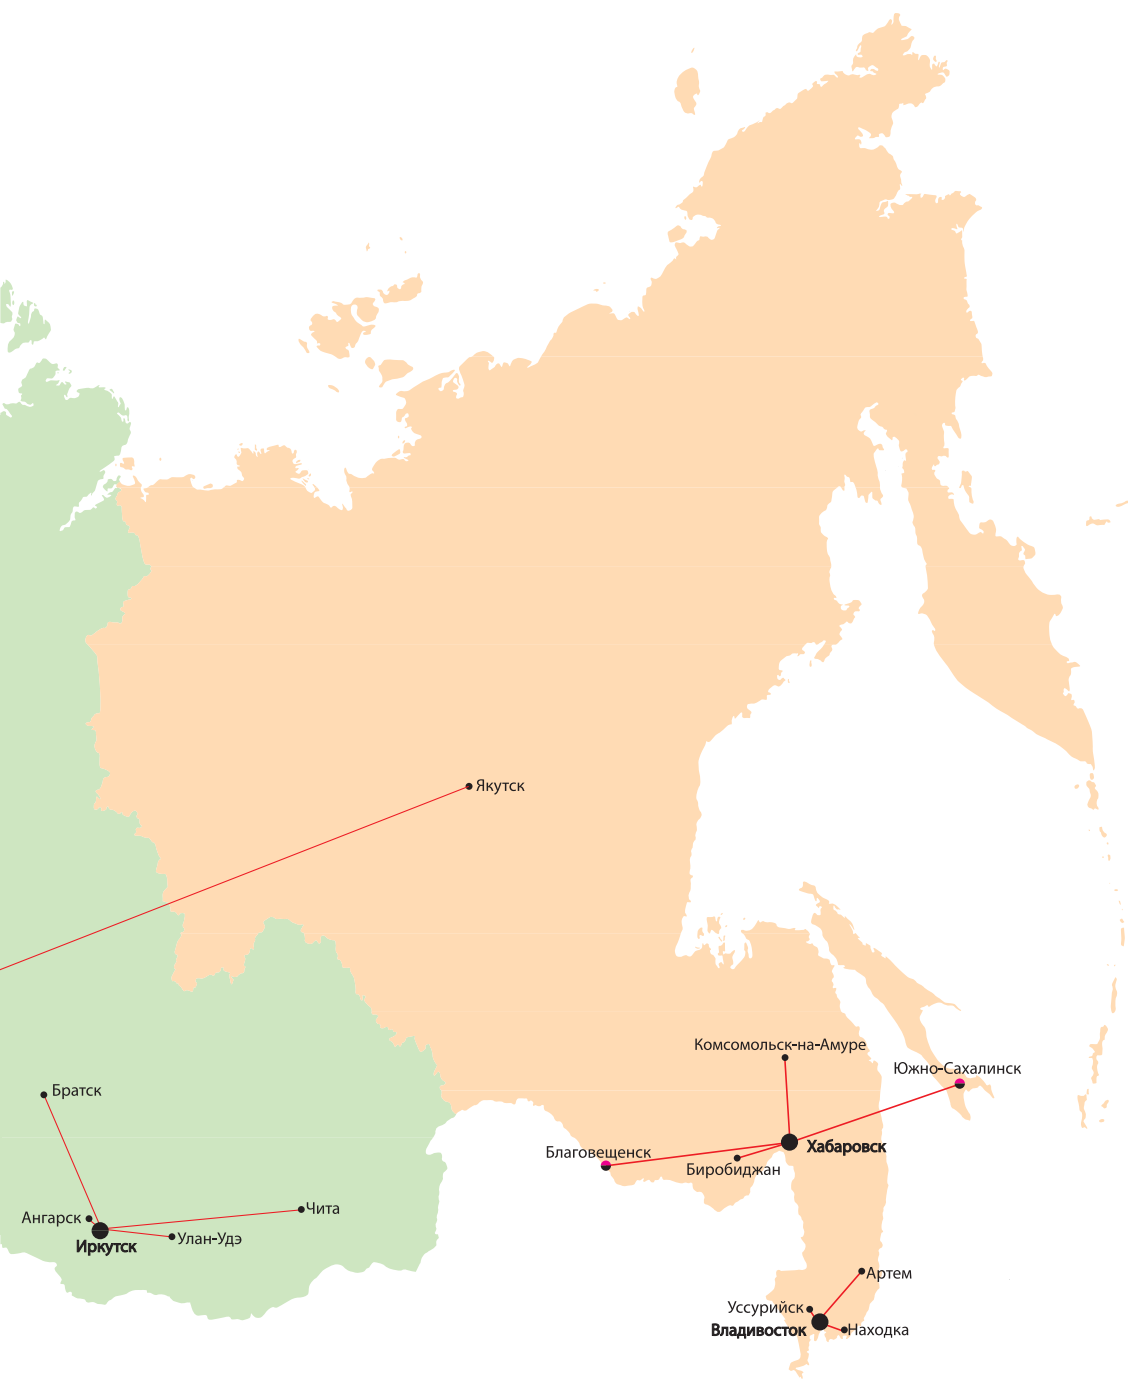 Якутск
Комсомольск-на-Амуре
Южно-Сахалинск
Братск
Хабаровск
Благовещенск
Биробиджан
Чита
Ангарск
Улан-Удэ
Иркутск
Артем
Уссурийск
Владивосток
Находка